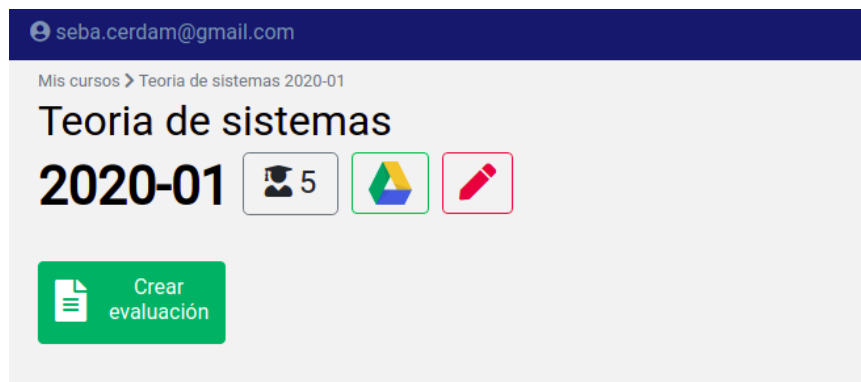 seba.cerdam@gmail.com
Mis cursos > Teoria de sistemas 2020-01
Teoria de sistemas
2020-01 5
Crear
evaluación